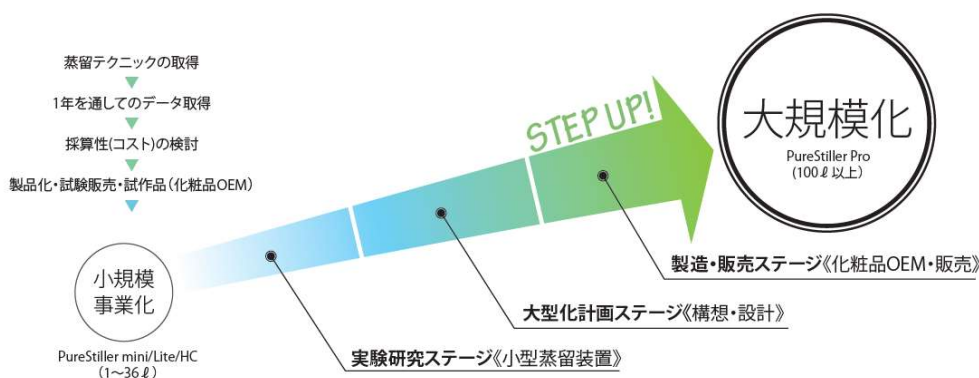 蒸留テクニックの取得
1年を通してのデータ取得
採算性(コスト)の検討
製品化・試験販売・試作品(化粧品OEM)
小規模
事業化
PureStiller mini/Lite/HC
(1〜36ℓ)
STEP UP!
大規模化
PureStiller Pro
(100ℓ以上)
製造・販売ステージ《化粧品OEM・販売》
大型化計画ステージ《構想・設計》
実験研究ステージ《小型蒸留装置》